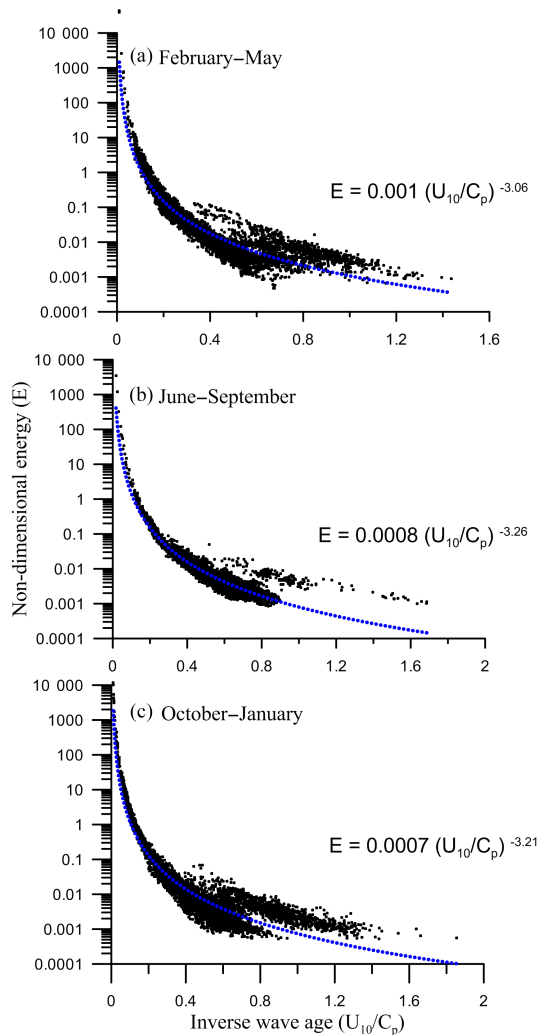 (a) February–May
10 000
1000
100
10
1
0.1
0.01
0.001
0.0001
E = 0.001 (U10/Cp) -3.06
0 0.4 0.8 1.2 1.6
(b) June–September
10 000
1000
100
10
1
0.1
0.01
0.001
0.0001
E = 0.0008 (U10/Cp) -3.26
0 0.4 0.8 1.2 1.6 2
Non-dimensional energy (E)
(c) October–January
10 000
1000
100
10
1
0.1
0.01
0.001
0.0001
E = 0.0007 (U10/Cp) -3.21
0 0.4 0.8 1.2 1.6 2
Inverse wave age (U10/Cp)